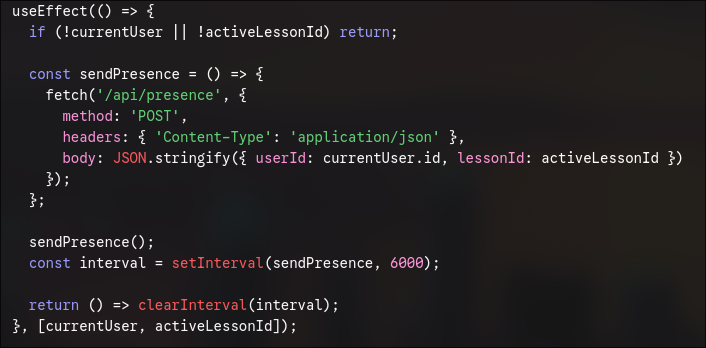 useEffect(() => {
  if (!currentUser || !activeLessonId) return;

  const sendPresence = () => {
    fetch('/api/presence', {
      method: 'POST',
      headers: { 'Content-Type': 'application/json' },
      body: JSON.stringify({ userId: currentUser.id, lessonId: activeLessonId })
    });
  };

  sendPresence();
  const interval = setInterval(sendPresence, 6000);

  return () => clearInterval(interval);
}, [currentUser, activeLessonId]);